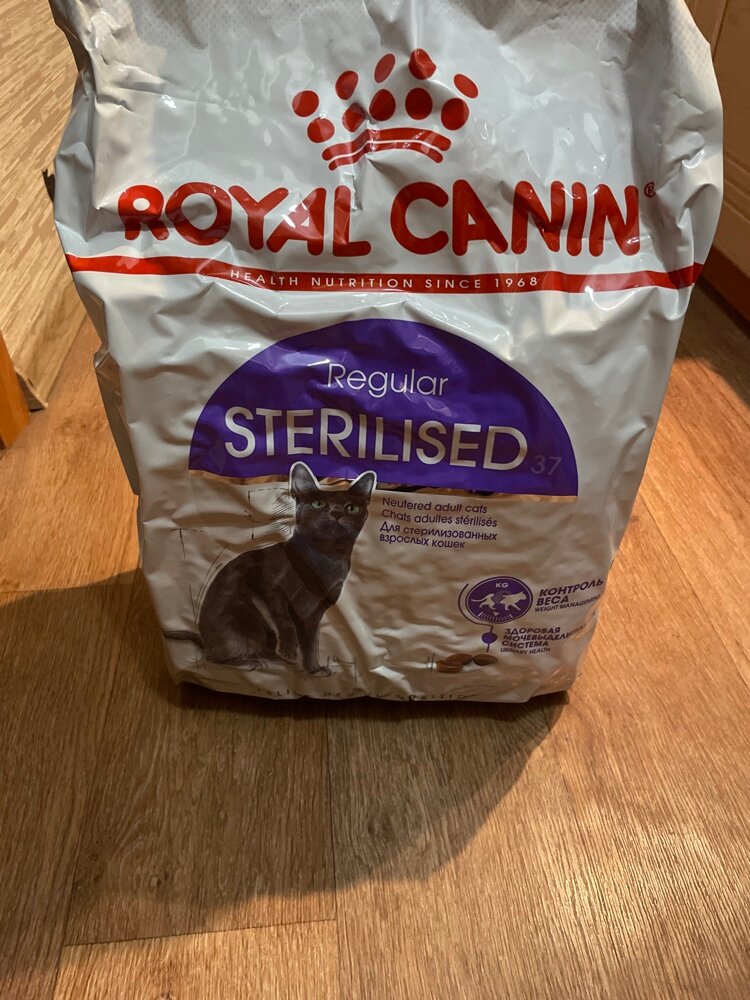 ROYAL CANIN®
HEALTH NUTRITION SINCE 1968
Regular
STERILISED 37
Neutered adult cats
Chats adultes stérilisés
Для стерилизованных
взрослых кошек
KG
КОНТРОЛЬ
ВЕСА
WEIGHT MANAGEMENT
ЗДОРОВАЯ
СИСТЕМА
URINARY HEALTH